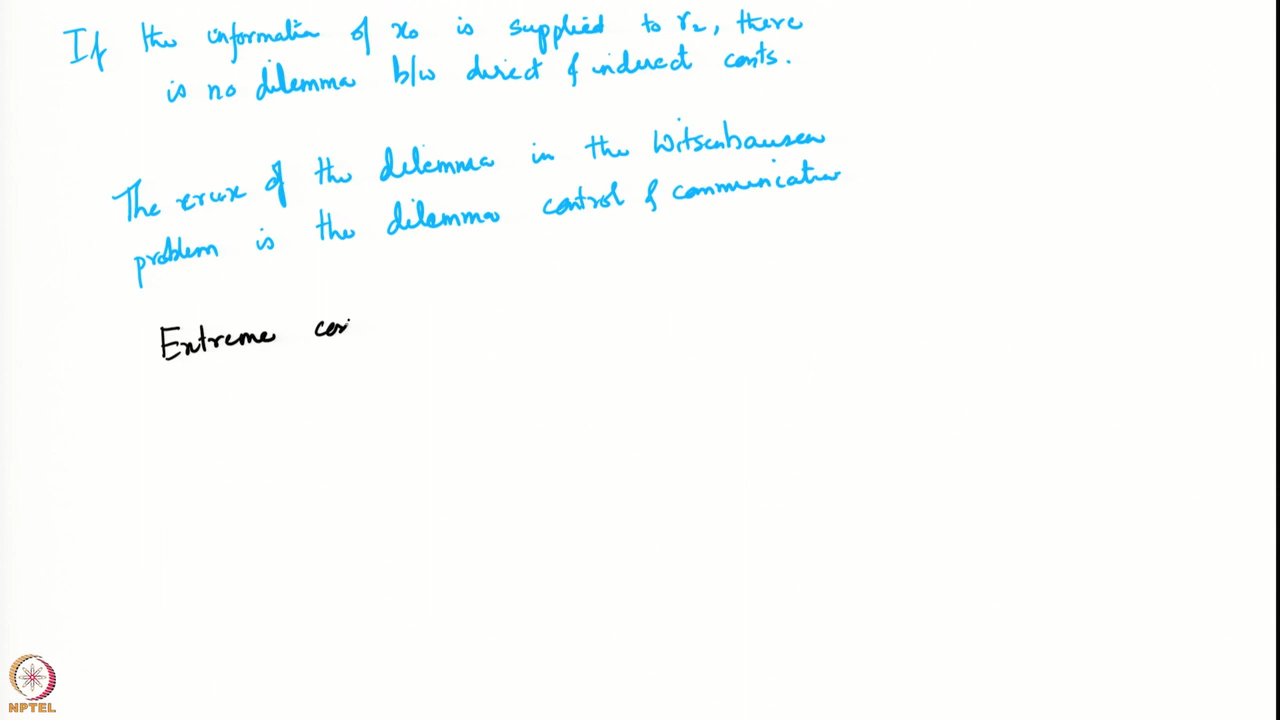 If the information of x₀ is supplied to γ₂, there
is no dilemma b/w direct & indirect costs.
The crux of the dilemma in the Witsenhausen
problem is the dilemma control & communication
Extreme
NPTEL